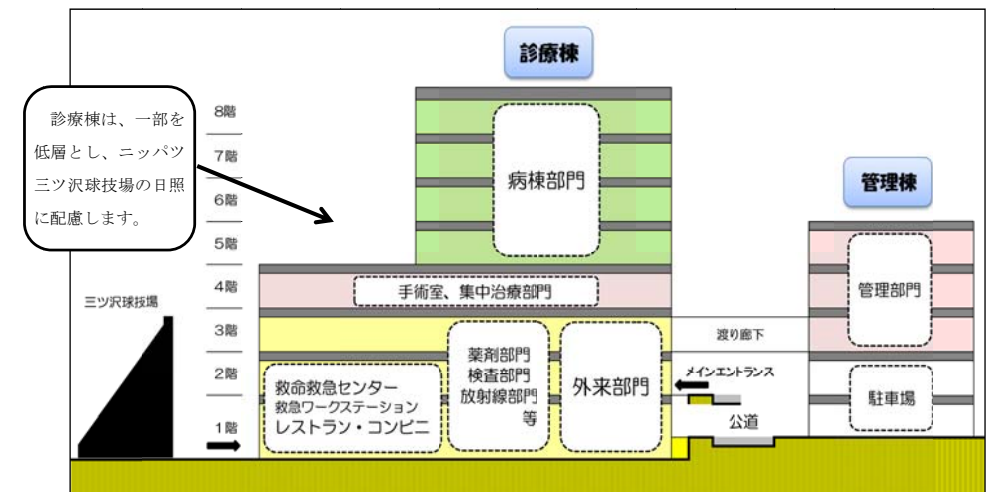 診療棟
診療棟は、一部を
低層とし、ニッパツ
三ツ沢球技場の日照
に配慮します。
8階
7階
6階
5階
4階
3階
2階
1階
病棟部門
管理棟
手術室、集中治療部門
管理部門
三ツ沢球技場
渡り廊下
薬剤部門
検査部門
放射線部門
等
外来部門
メインエントランス
救命救急センター
救急ワークステーション
レストラン・コンビニ
駐車場
公道